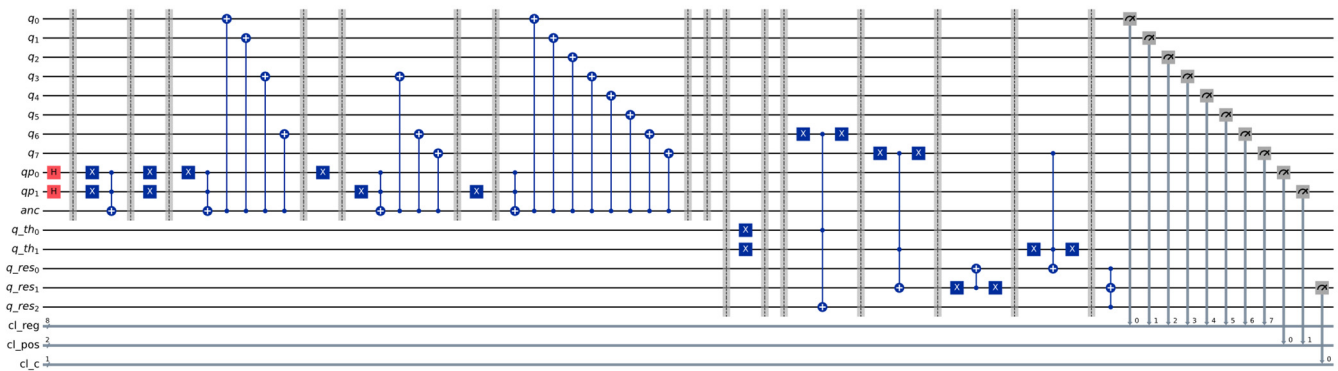 q₀
q₁
q₂
q₃
q₄
q₅
q₆ X X
q₇ X X
qp₀ H X X X X
qp₁ H X X X X
anc
q_th₀ X
q_th₁ X X X
q_res₀
q_res₁ X X
q_res₂
cl_reg 8 0 1 2 3 4 5 6 7
cl_pos 2 0 1
cl_c 1 0